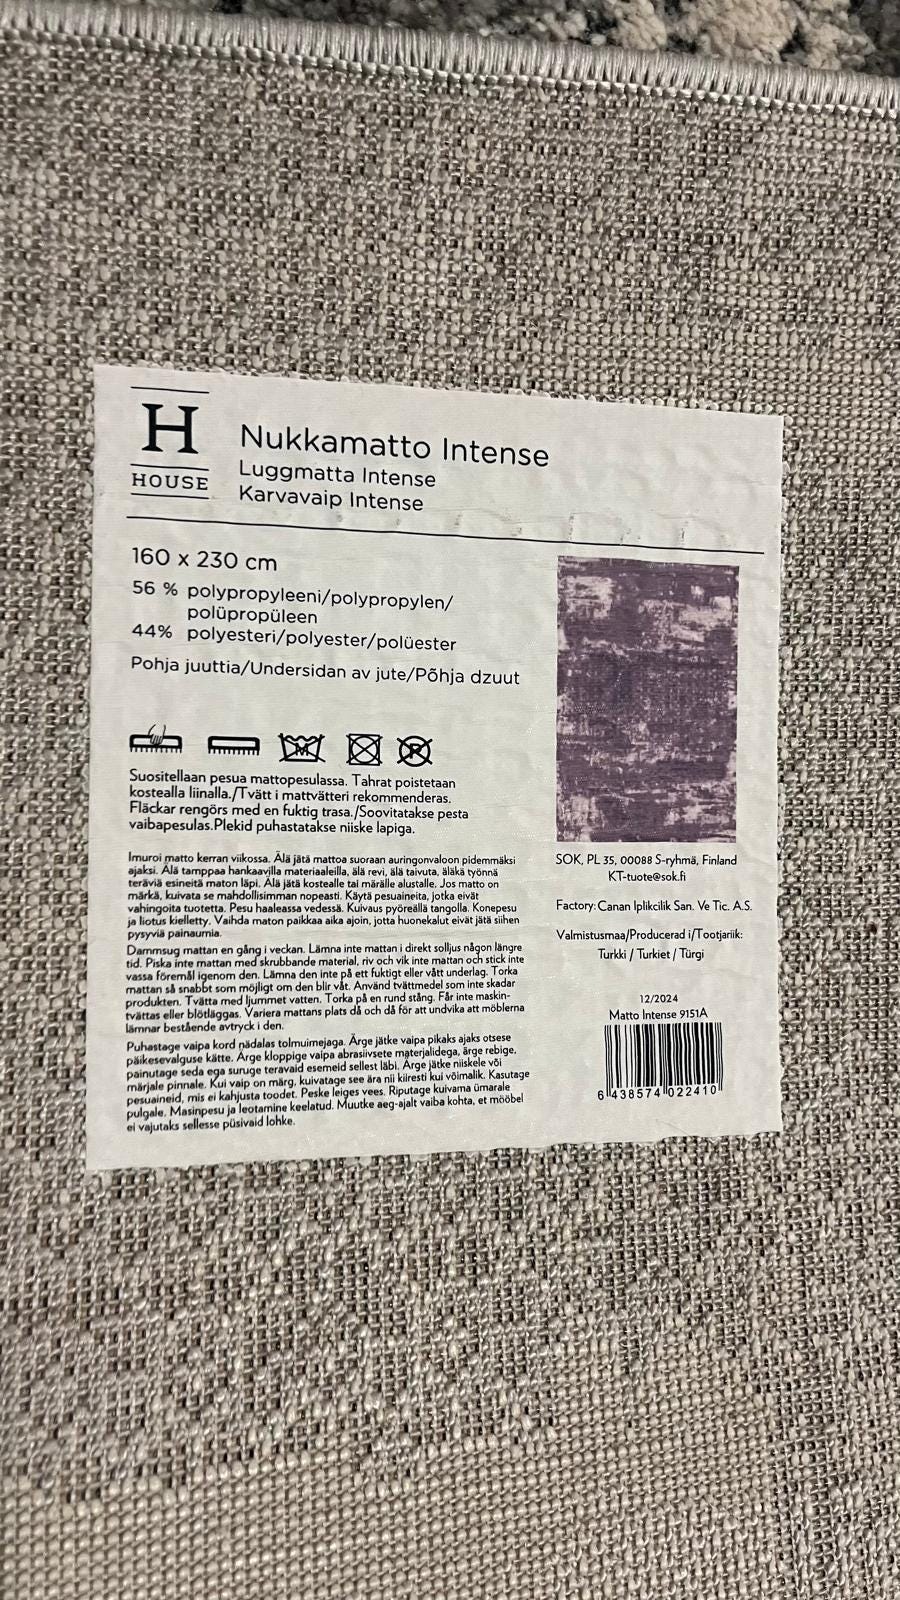 H
HOUSE
Nukkamatto Intense
Luggmatta Intense
Karvavaip Intense
160 x 230 cm
56 % polypropyleeni/polypropylen/
polüpropüleen
44% polyesteri/polyester/polüester
Pohja juuttia/Undersidan av jute/Põhja dzuut
Suositellaan pesua mattopesulassa. Tahrat poistetaan
kostealla liinalla./Tvätt i mattvätteri rekommenderas.
Fläckar rengörs med en fuktig trasa./Soovitatakse pesta
vaibapesulas.Plekid puhastatakse niiske lapiga.
Imuroi matto kerran viikossa. Älä jätä mattoa suoraan auringonvaloon pidemmäksi
ajaksi. Älä tamppaa hankaavilla materiaaleilla, älä revi, älä taivuta, äläkä työnnä
teräviä esineitä maton läpi. Älä jätä kostealle tai märälle alustalle. Jos matto on
märkä, kuivata se mahdollisimman nopeasti. Käytä pesuaineita, jotka eivät
vahingoita tuotetta. Pesu haaleassa vedessä. Kuivaus pyöreällä tangolla. Konepesu
ja liotus kielletty. Vaihda maton paikkaa aika ajoin, jotta huonekalut eivät jätä siihen
pysyviä painaumia.
Dammsug mattan en gång i veckan. Lämna inte mattan i direkt solljus någon längre
tid. Piska inte mattan med skrubbande material, riv och vik inte mattan och stick inte
vassa föremål igenom den. Lämna den inte på ett fuktigt eller vått underlag. Torka
mattan så snabbt som möjligt om den blir våt. Använd tvättmedel som inte skadar
produkten. Tvätta med ljummet vatten. Torka på en rund stång. Får inte maskin-
tvättas eller blötläggas. Variera mattans plats då och då för att undvika att möblerna
lämnar bestående avtryck i den.
Puhastage vaipa kord nädalas tolmuimejaga. Ärge jätke vaipa pikaks ajaks otsese
päikesevalguse kätte. Ärge kloppige vaipa abrasiivsete materjalidega, ärge rebige,
painutage seda ega suruge teravaid esemeid sellest läbi. Ärge jätke niiskele või
märjale pinnale. Kui vaip on märg, kuivatage see ära nii kiiresti kui võimalik. Kasutage
pesuaineid, mis ei kahjusta toodet. Peske leiges vees. Riputage kuivama ümarale
pulgale. Masinpesu ja leotamine keelatud. Muutke aeg-ajalt vaiba kohta, et mööbel
ei vajutaks sellesse püsivaid lohke.
SOK, PL 35, 00088 S-ryhmä, Finland
KT-tuote@sok.fi
Factory: Canan Iplikcilik San. Ve Tic. A.S.
Valmistusmaa/Producerad i/Tootjariik:
Turkki / Turkiet / Türgi
12/2024
Matto Intense 9151A
6 438574 022410